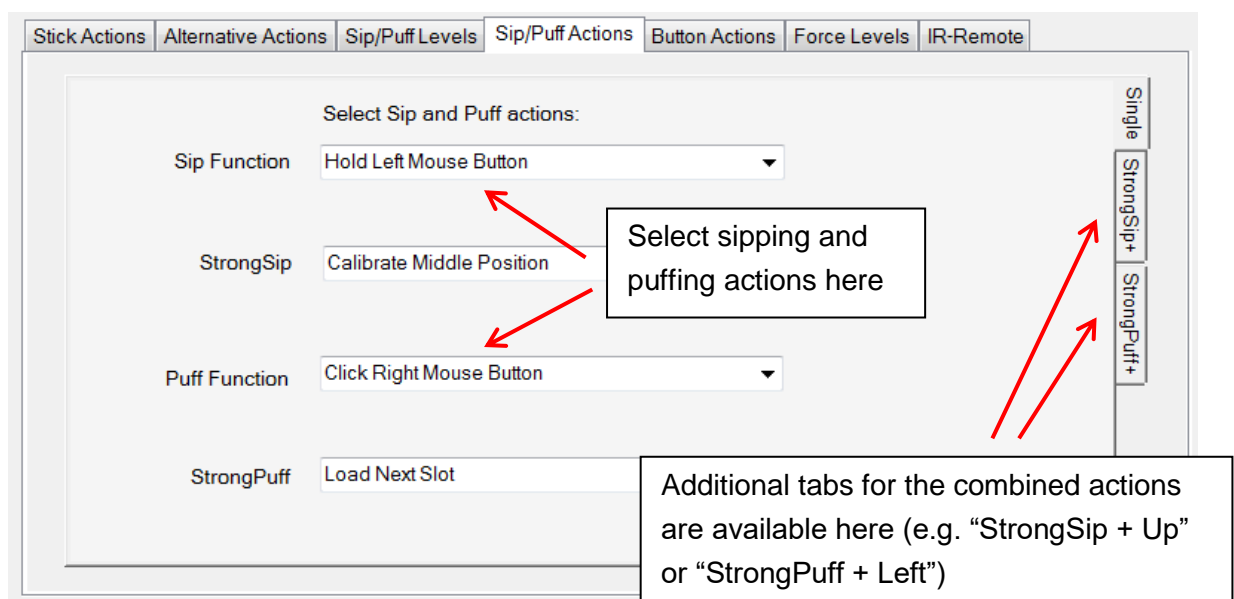 Stick Actions Alternative Actions Sip/Puff Levels Sip/Puff Actions Button Actions Force Levels IR-Remote
Select Sip and Puff actions:
Sip Function Hold Left Mouse Button
StrongSip Calibrate Middle Position
Puff Function Click Right Mouse Button
StrongPuff Load Next Slot
Single
StrongSip+
StrongPuff+
Select sipping and
puffing actions here
Additional tabs for the combined actions
are available here (e.g. “StrongSip + Up”
or “StrongPuff + Left”)